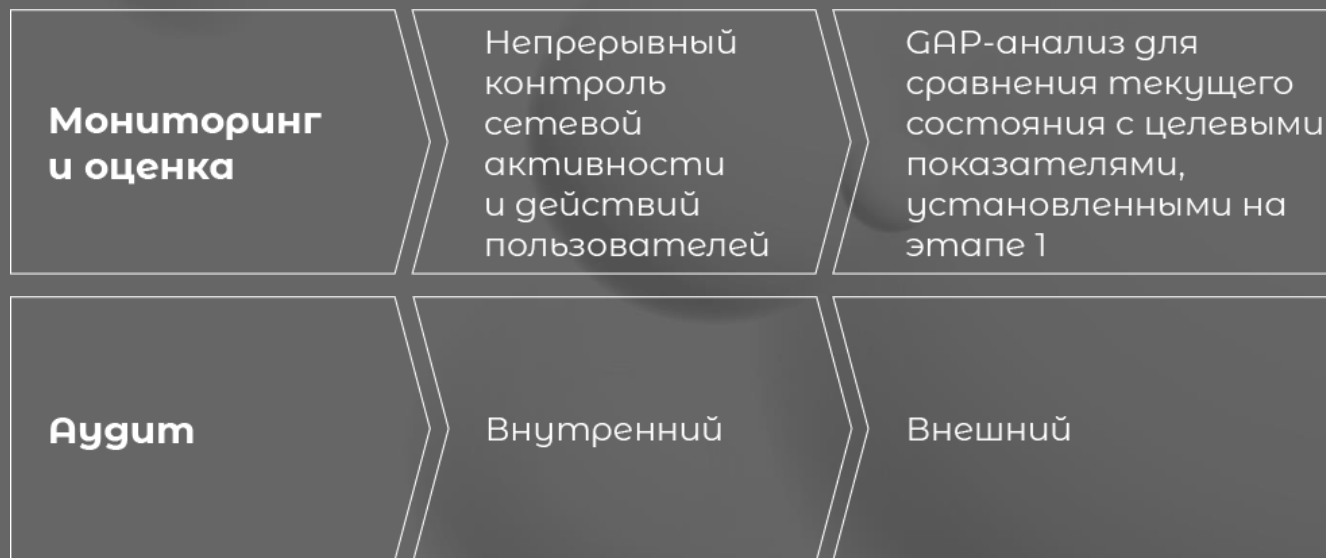 Мониторинг
и оценка
Непрерывный
контроль
сетевой
активности
и действий
пользователей
GAP-анализ для
сравнения текущего
состояния с целевыми
показателями,
установленными на
этапе 1
Аудит
Внутренний
Внешний